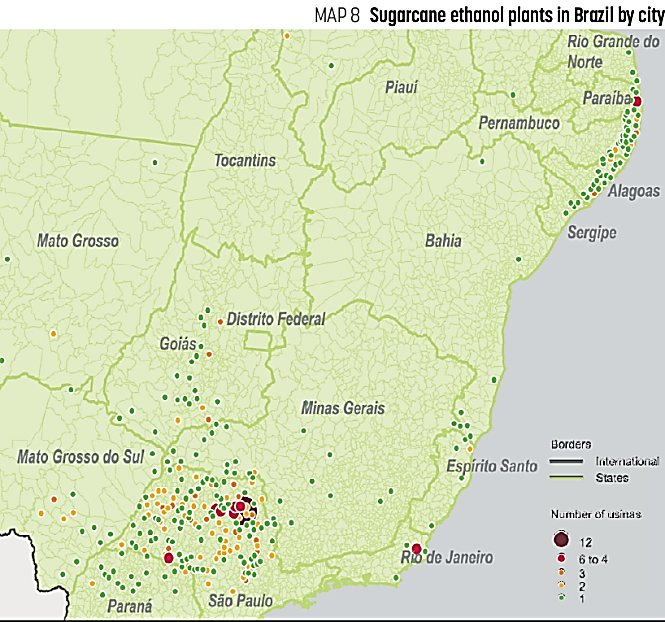 MAP 8 Sugarcane ethanol plants in Brazil by city
Rio Grande do
Norte
Piauí
Paraíba
Pernambuco
Tocantins
Alagoas
Sergipe
Mato Grosso
Bahia
Distrito Federal
Goiás
Minas Gerais
Mato Grosso do Sul
Espírito Santo
Rio de Janeiro
São Paulo
Paraná
Borders
International
States
Number of usinas
12
6 to 4
3
2
1